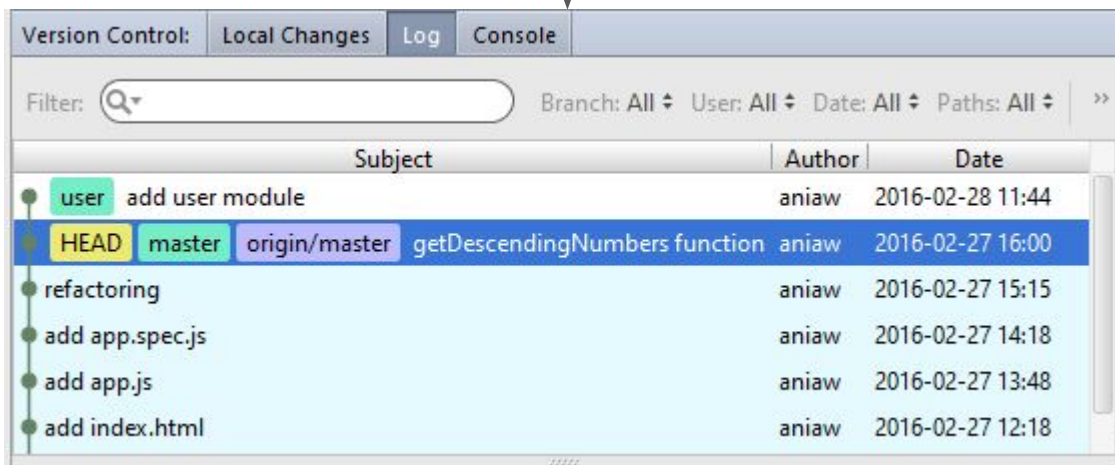 Version Control: Local Changes Log Console
Filter: Branch: All User: All Date: All Paths: All »
Subject Author Date
user add user module aniaw 2016-02-28 11:44
HEAD master origin/master getDescendingNumbers function aniaw 2016-02-27 16:00
refactoring aniaw 2016-02-27 15:15
add app.spec.js aniaw 2016-02-27 14:18
add app.js aniaw 2016-02-27 13:48
add index.html aniaw 2016-02-27 12:18